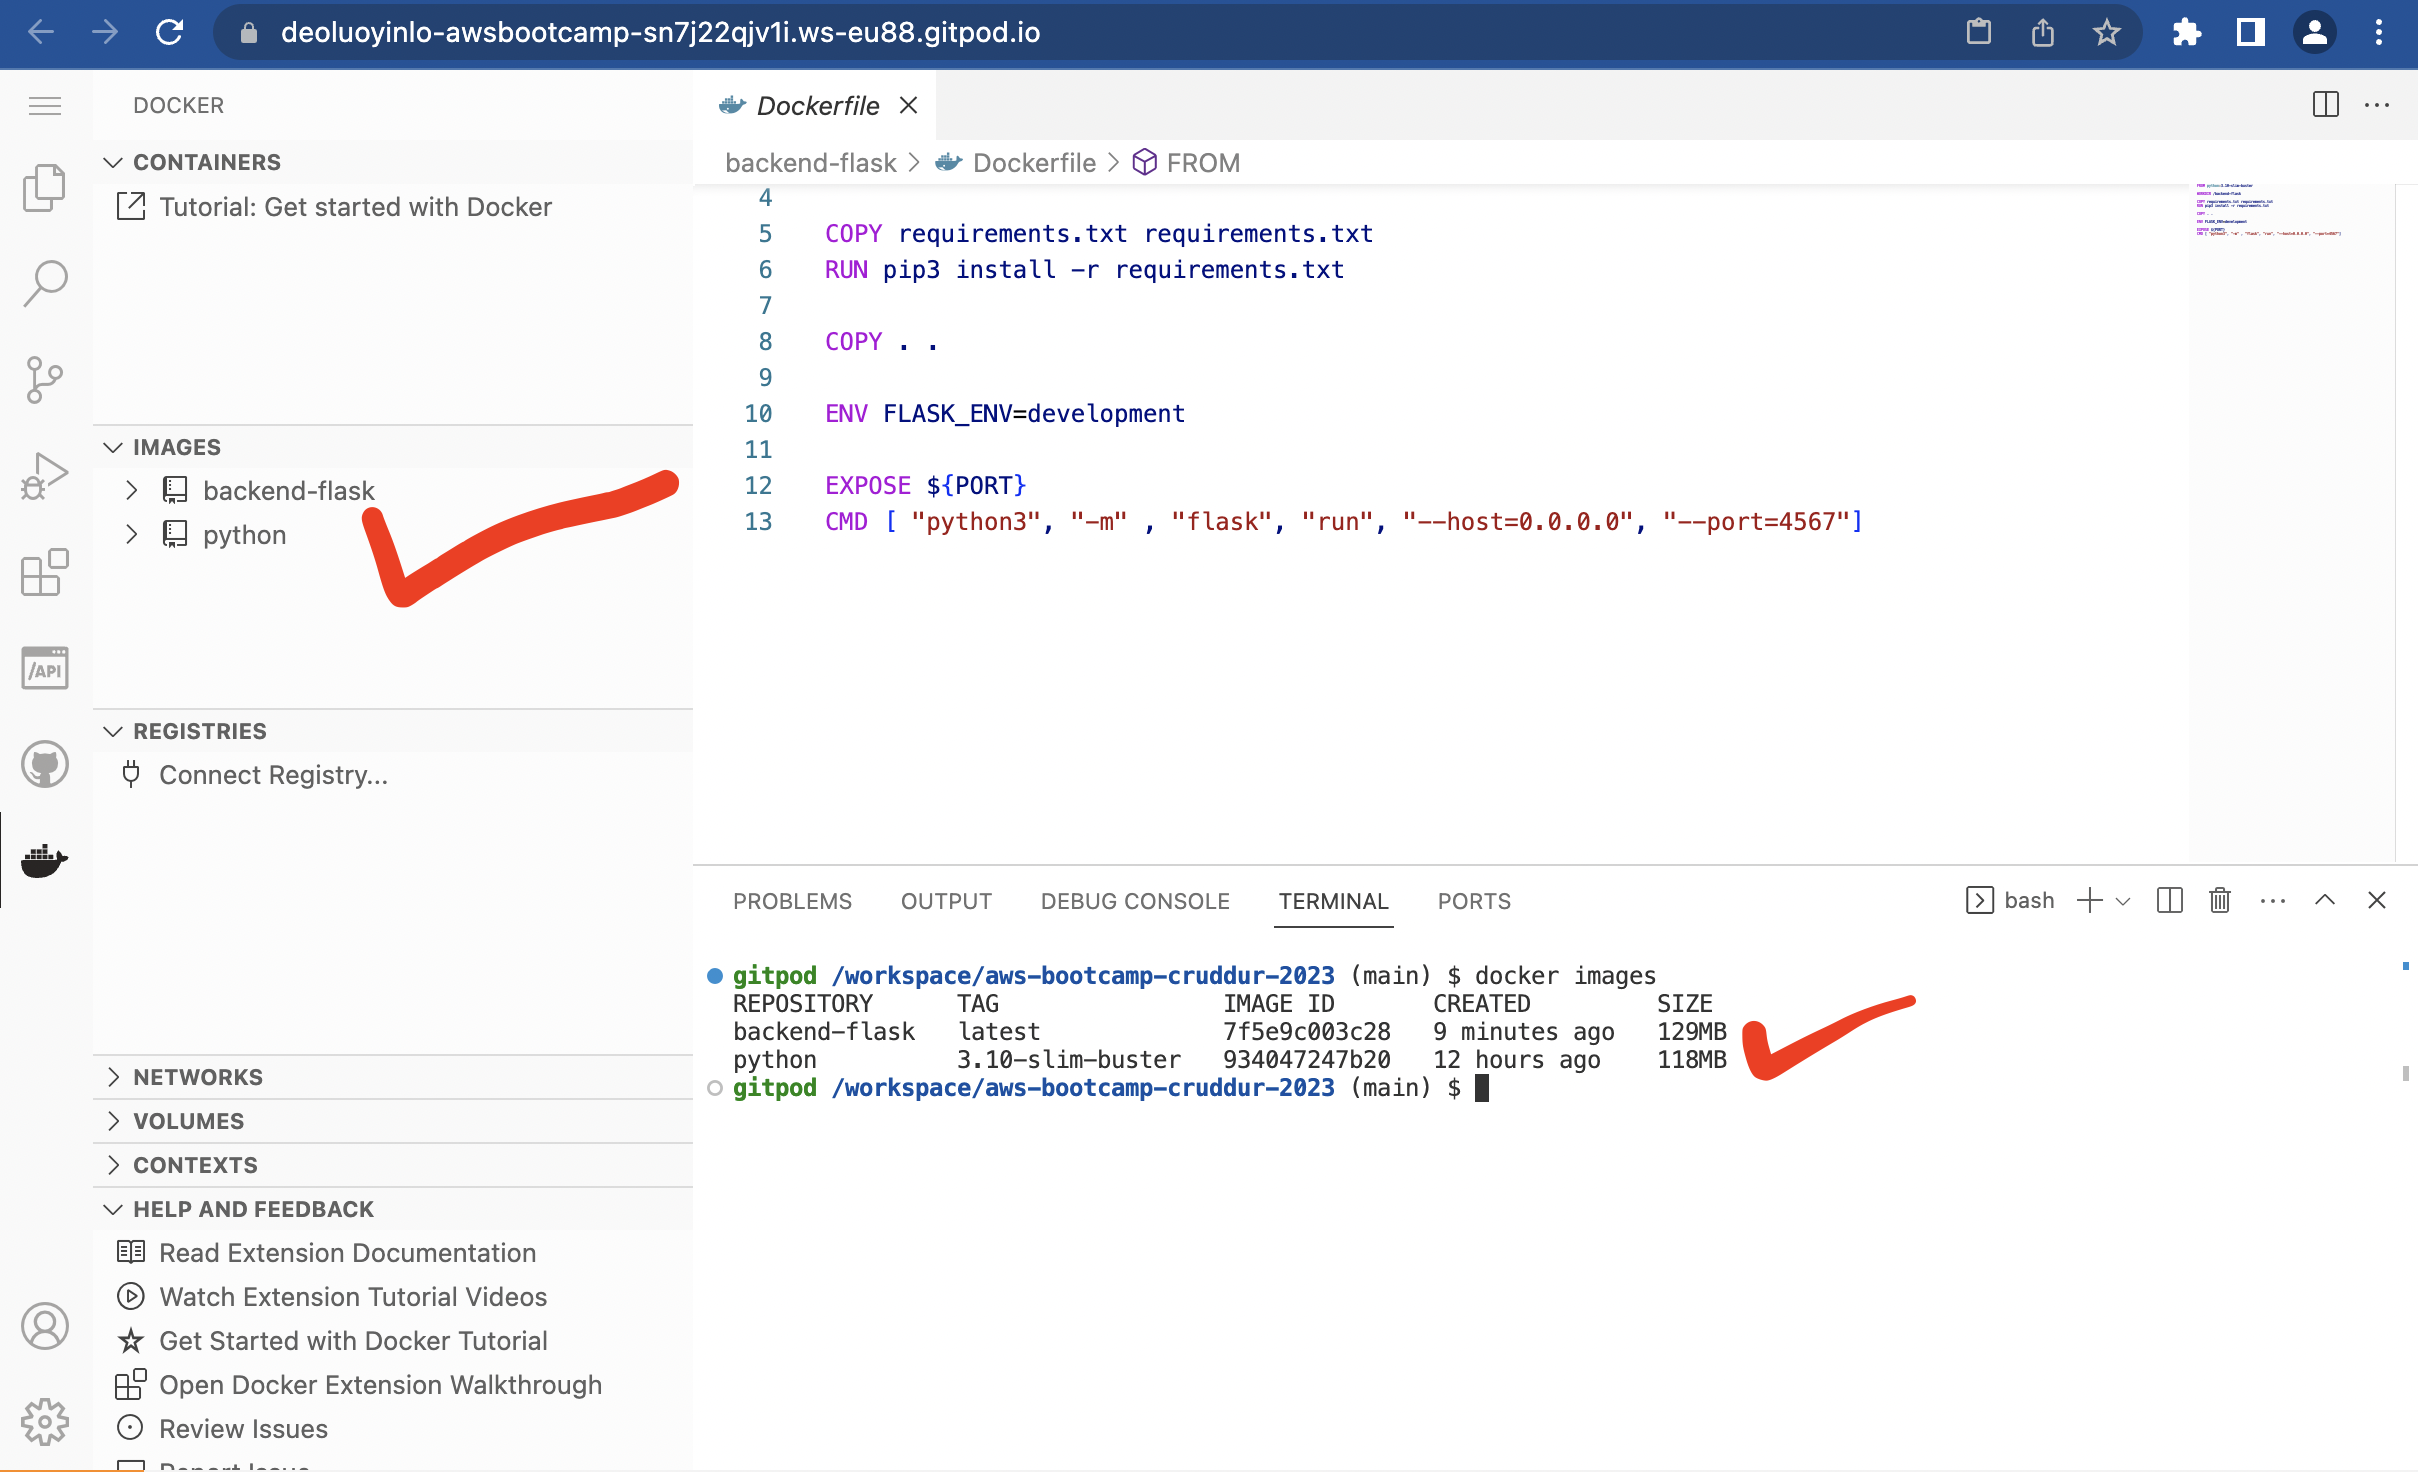 deoluoyinlo-awsbootcamp-sn7j22qjv1i.ws-eu88.gitpod.io
DOCKER
CONTAINERS
Tutorial: Get started with Docker
IMAGES
backend-flask
python
REGISTRIES
Connect Registry...
NETWORKS
VOLUMES
CONTEXTS
HELP AND FEEDBACK
Read Extension Documentation
Watch Extension Tutorial Videos
Get Started with Docker Tutorial
Open Docker Extension Walkthrough
Review Issues
Report Issue
/API
Dockerfile
backend-flask > Dockerfile > FROM
4
5 COPY requirements.txt requirements.txt
6 RUN pip3 install -r requirements.txt
7
8 COPY . .
9
10 ENV FLASK_ENV=development
11
12 EXPOSE ${PORT}
13 CMD [ "python3", "-m" , "flask", "run", "--host=0.0.0.0", "--port=4567"]
PROBLEMS OUTPUT DEBUG CONSOLE TERMINAL PORTS bash
gitpod /workspace/aws-bootcamp-cruddur-2023 (main) $ docker images
REPOSITORY TAG IMAGE ID CREATED SIZE
backend-flask latest 7f5e9c003c28 9 minutes ago 129MB
python 3.10-slim-buster 934047247b20 12 hours ago 118MB
gitpod /workspace/aws-bootcamp-cruddur-2023 (main) $